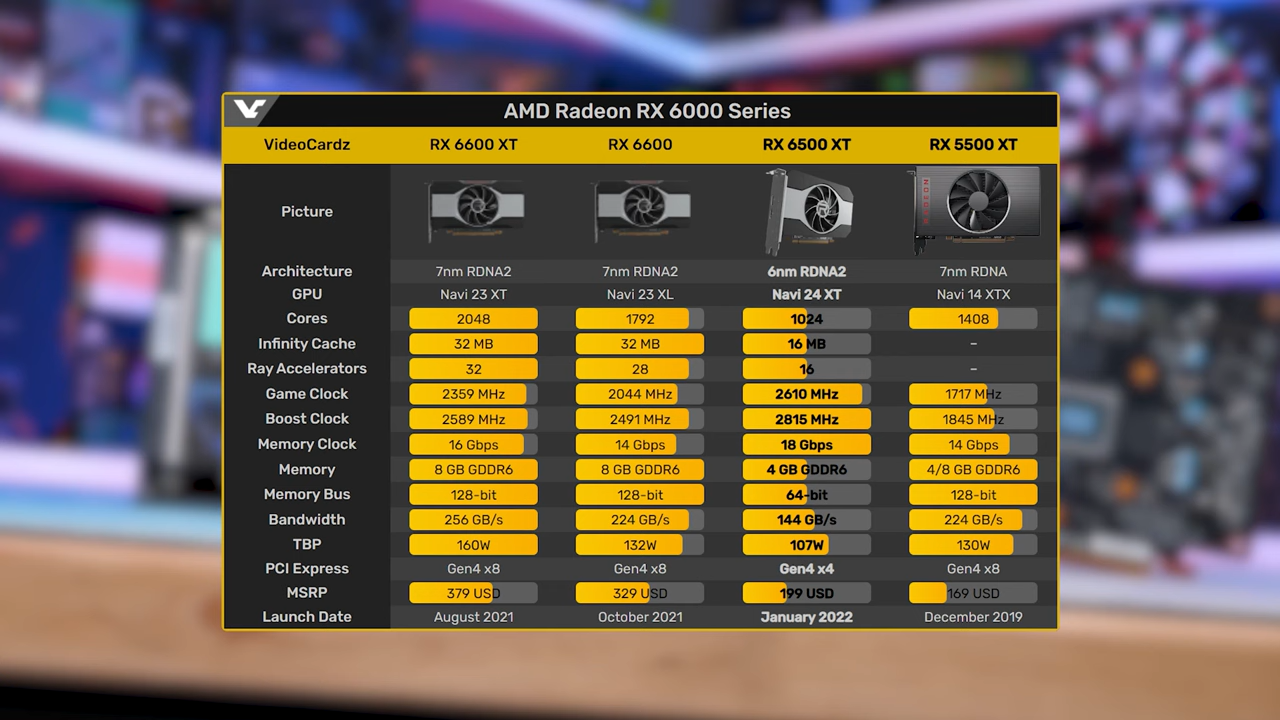 AMD Radeon RX 6000 Series
VideoCardz RX 6600 XT RX 6600 RX 6500 XT RX 5500 XT
Picture
RADEON
Architecture 7nm RDNA2 7nm RDNA2 6nm RDNA2 7nm RDNA
GPU Navi 23 XT Navi 23 XL Navi 24 XT Navi 14 XTX
Cores 2048 1792 1024 1408
Infinity Cache 32 MB 32 MB 16 MB –
Ray Accelerators 32 28 16 –
Game Clock 2359 MHz 2044 MHz 2610 MHz 1717 MHz
Boost Clock 2589 MHz 2491 MHz 2815 MHz 1845 MHz
Memory Clock 16 Gbps 14 Gbps 18 Gbps 14 Gbps
Memory 8 GB GDDR6 8 GB GDDR6 4 GB GDDR6 4/8 GB GDDR6
Memory Bus 128-bit 128-bit 64-bit 128-bit
Bandwidth 256 GB/s 224 GB/s 144 GB/s 224 GB/s
TBP 160W 132W 107W 130W
PCI Express Gen4 x8 Gen4 x8 Gen4 x4 Gen4 x8
MSRP 379 USD 329 USD 199 USD 169 USD
Launch Date August 2021 October 2021 January 2022 December 2019